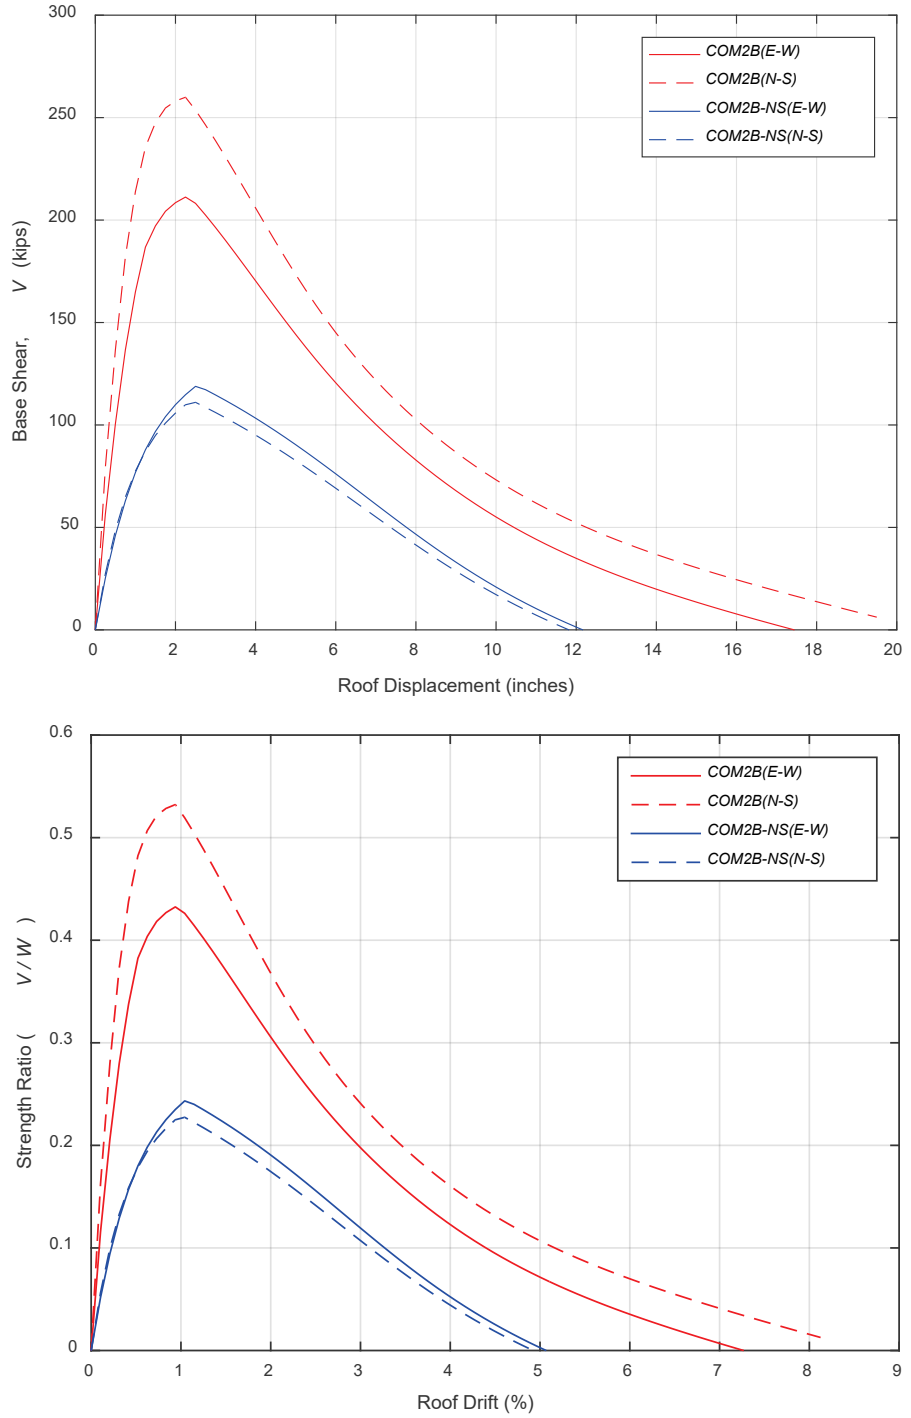 300
250
200
150
100
50
0
Base Shear, V (kips)
COM2B(E-W)
COM2B(N-S)
COM2B-NS(E-W)
COM2B-NS(N-S)
0 2 4 6 8 10 12 14 16 18 20
Roof Displacement (inches)
0.6
0.5
0.4
0.3
0.2
0.1
0
Strength Ratio ( V / W )
COM2B(E-W)
COM2B(N-S)
COM2B-NS(E-W)
COM2B-NS(N-S)
0 1 2 3 4 5 6 7 8 9
Roof Drift (%)